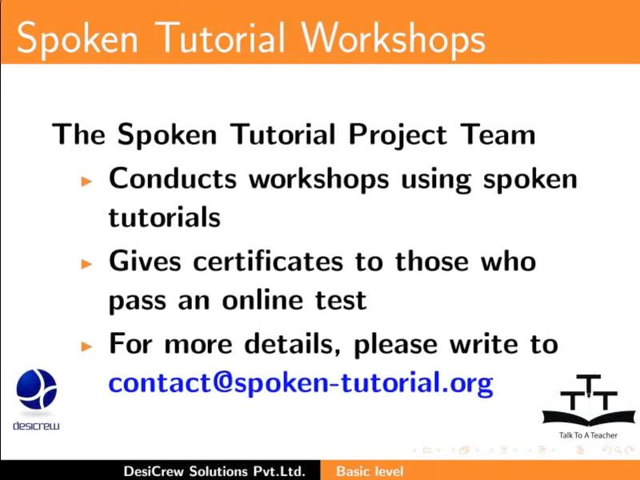 Spoken Tutorial Workshops
The Spoken Tutorial Project Team
Conducts workshops using spoken
tutorials
Gives certificates to those who
pass an online test
For more details, please write to
contact@spoken-tutorial.org
desicrew
TTT
Talk To A Teacher
DesiCrew Solutions Pvt.Ltd.
Basic level